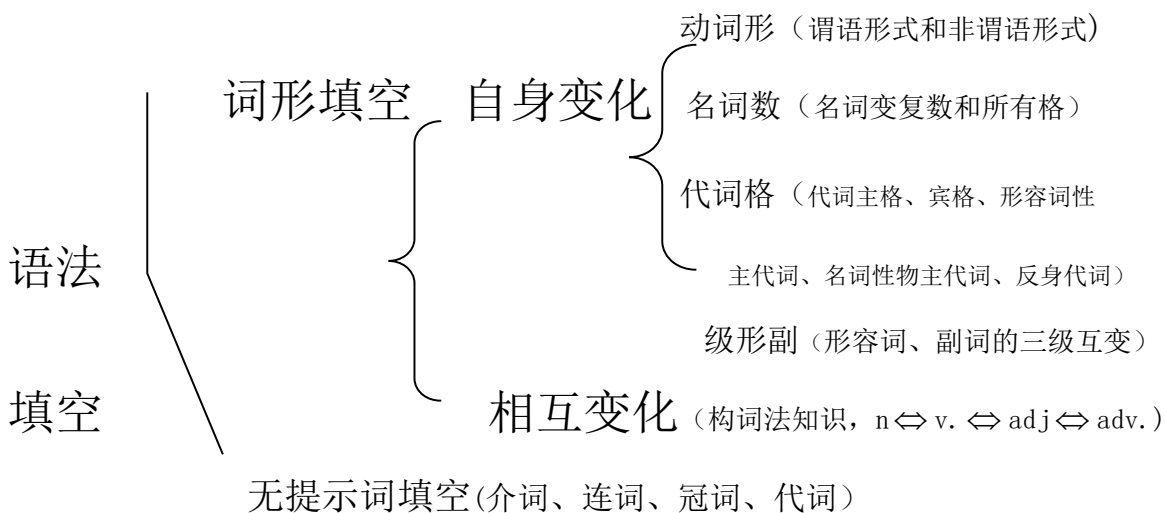 动词形（谓语形式和非谓语形式)
词形填空 自身变化 名词数（名词变复数和所有格）
代词格（代词主格、宾格、形容词性
语法 主代词、名词性物主代词、反身代词）
级形副（形容词、副词的三级互变）
填空 相互变化（构词法知识，n⇔v.⇔adj⇔adv.)
无提示词填空(介词、连词、冠词、代词）